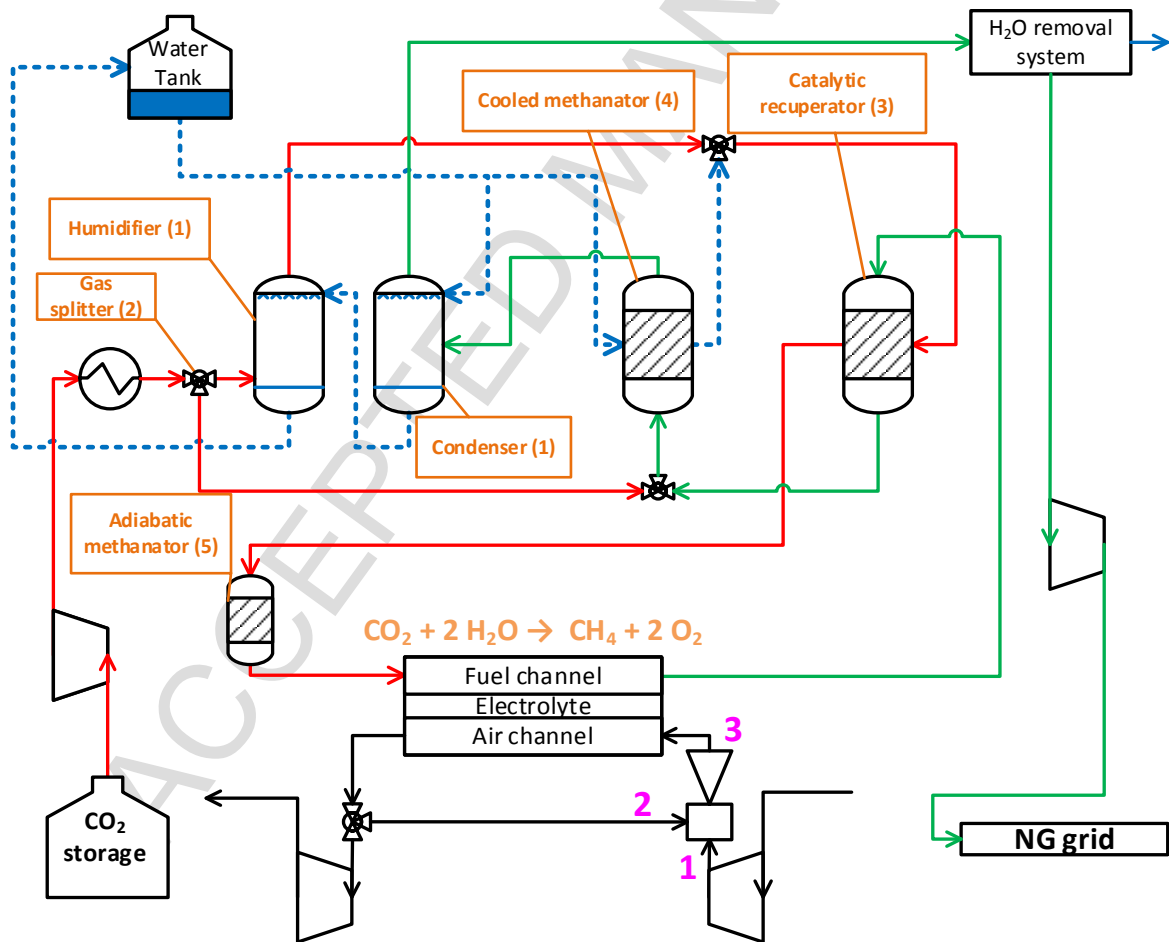 Water
Tank
H₂O removal
system
Cooled methanator (4)
Catalytic
recuperator (3)
Humidifier (1)
Gas
splitter (2)
Condenser (1)
Adiabatic
methanator (5)
CO₂ + 2 H₂O → CH₄ + 2 O₂
Fuel channel
Electrolyte
Air channel
3
2
1
CO₂
storage
NG grid
ACCEPTED MAN